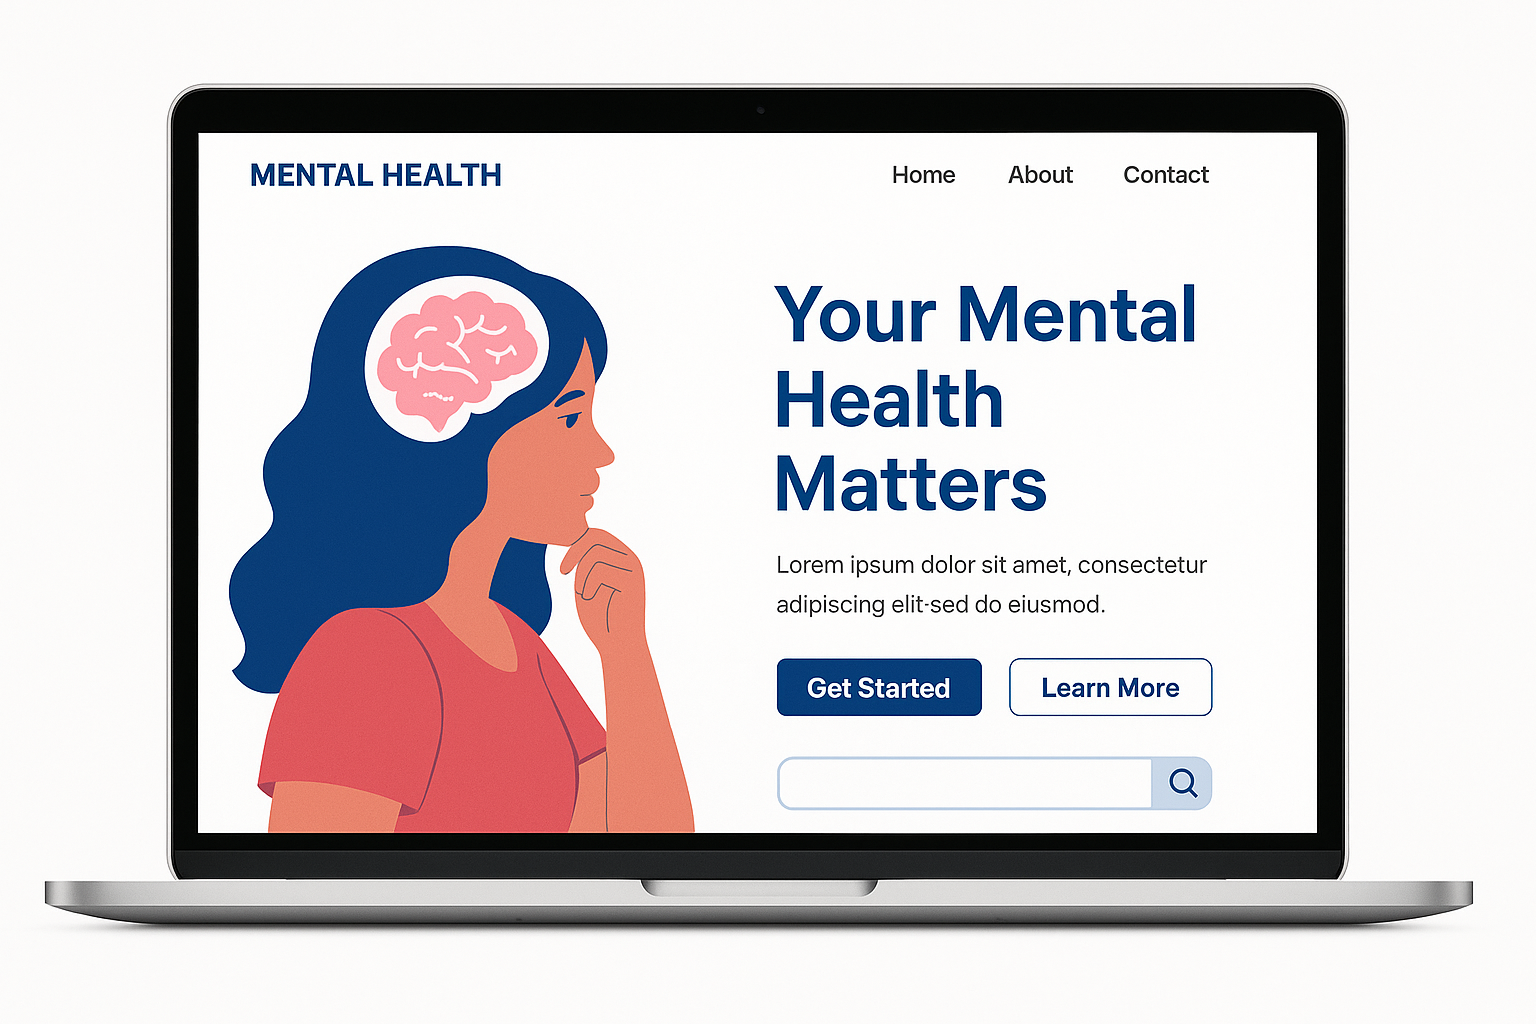 MENTAL HEALTH
Home About Contact
Your Mental
Health
Matters
Lorem ipsum dolor sit amet, consectetur
adipiscing elit-sed do eiusmod.
Get Started Learn More